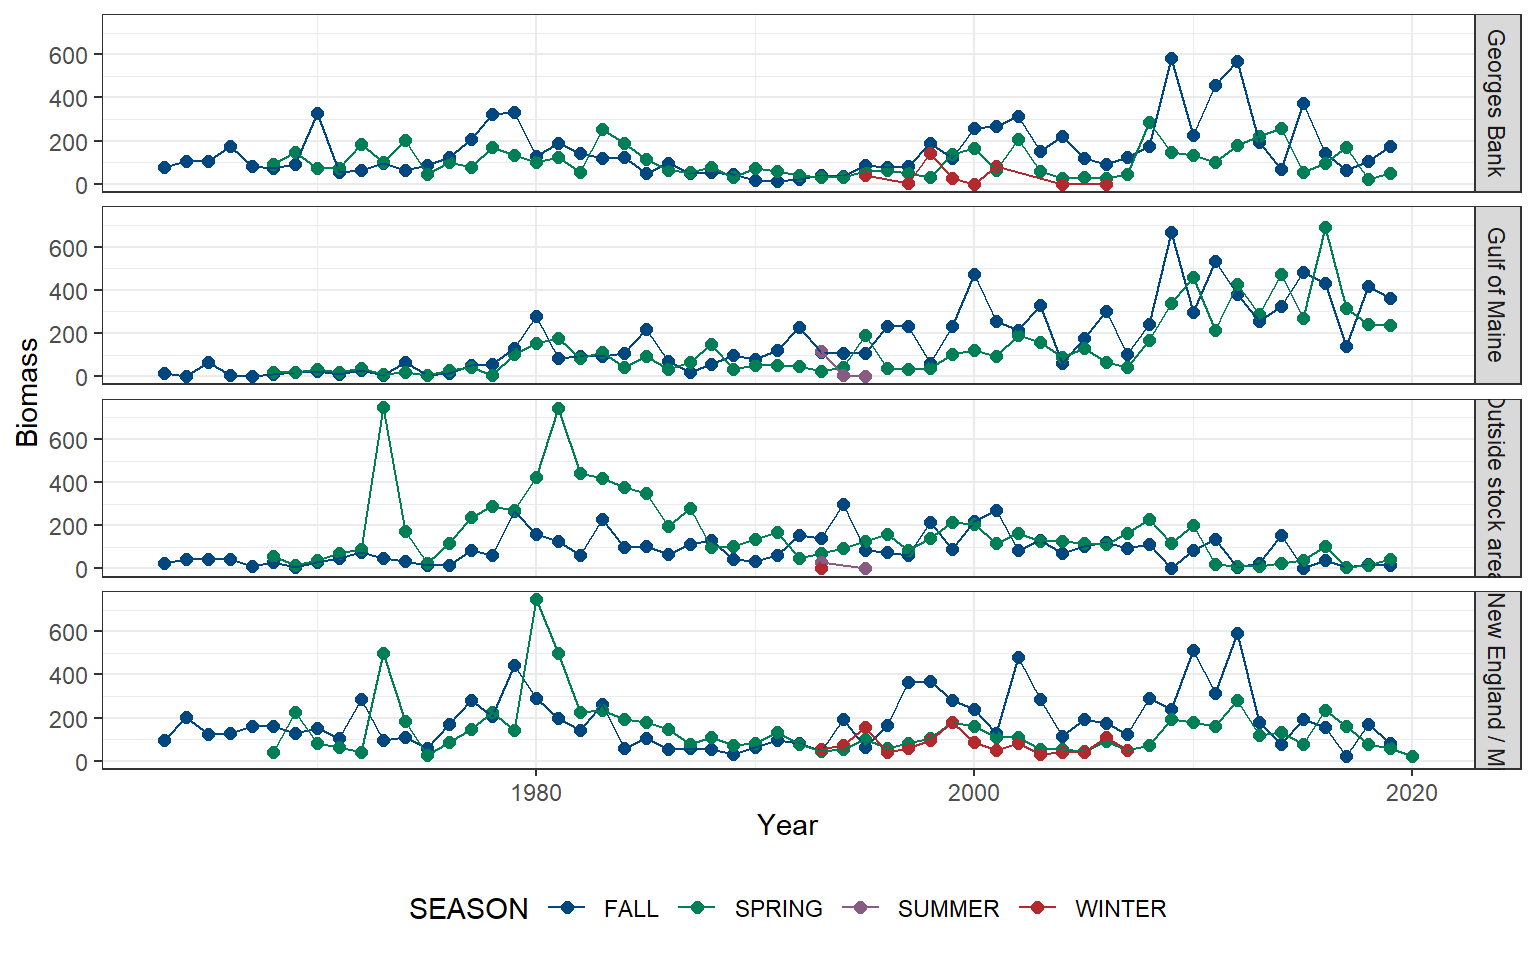 Biomass
600
400
200
0
Georges Bank
600
400
200
0
Gulf of Maine
600
400
200
0
Outside stock area
600
400
200
0
New England / M
1980
2000
2020
Year
SEASON FALL SPRING SUMMER WINTER